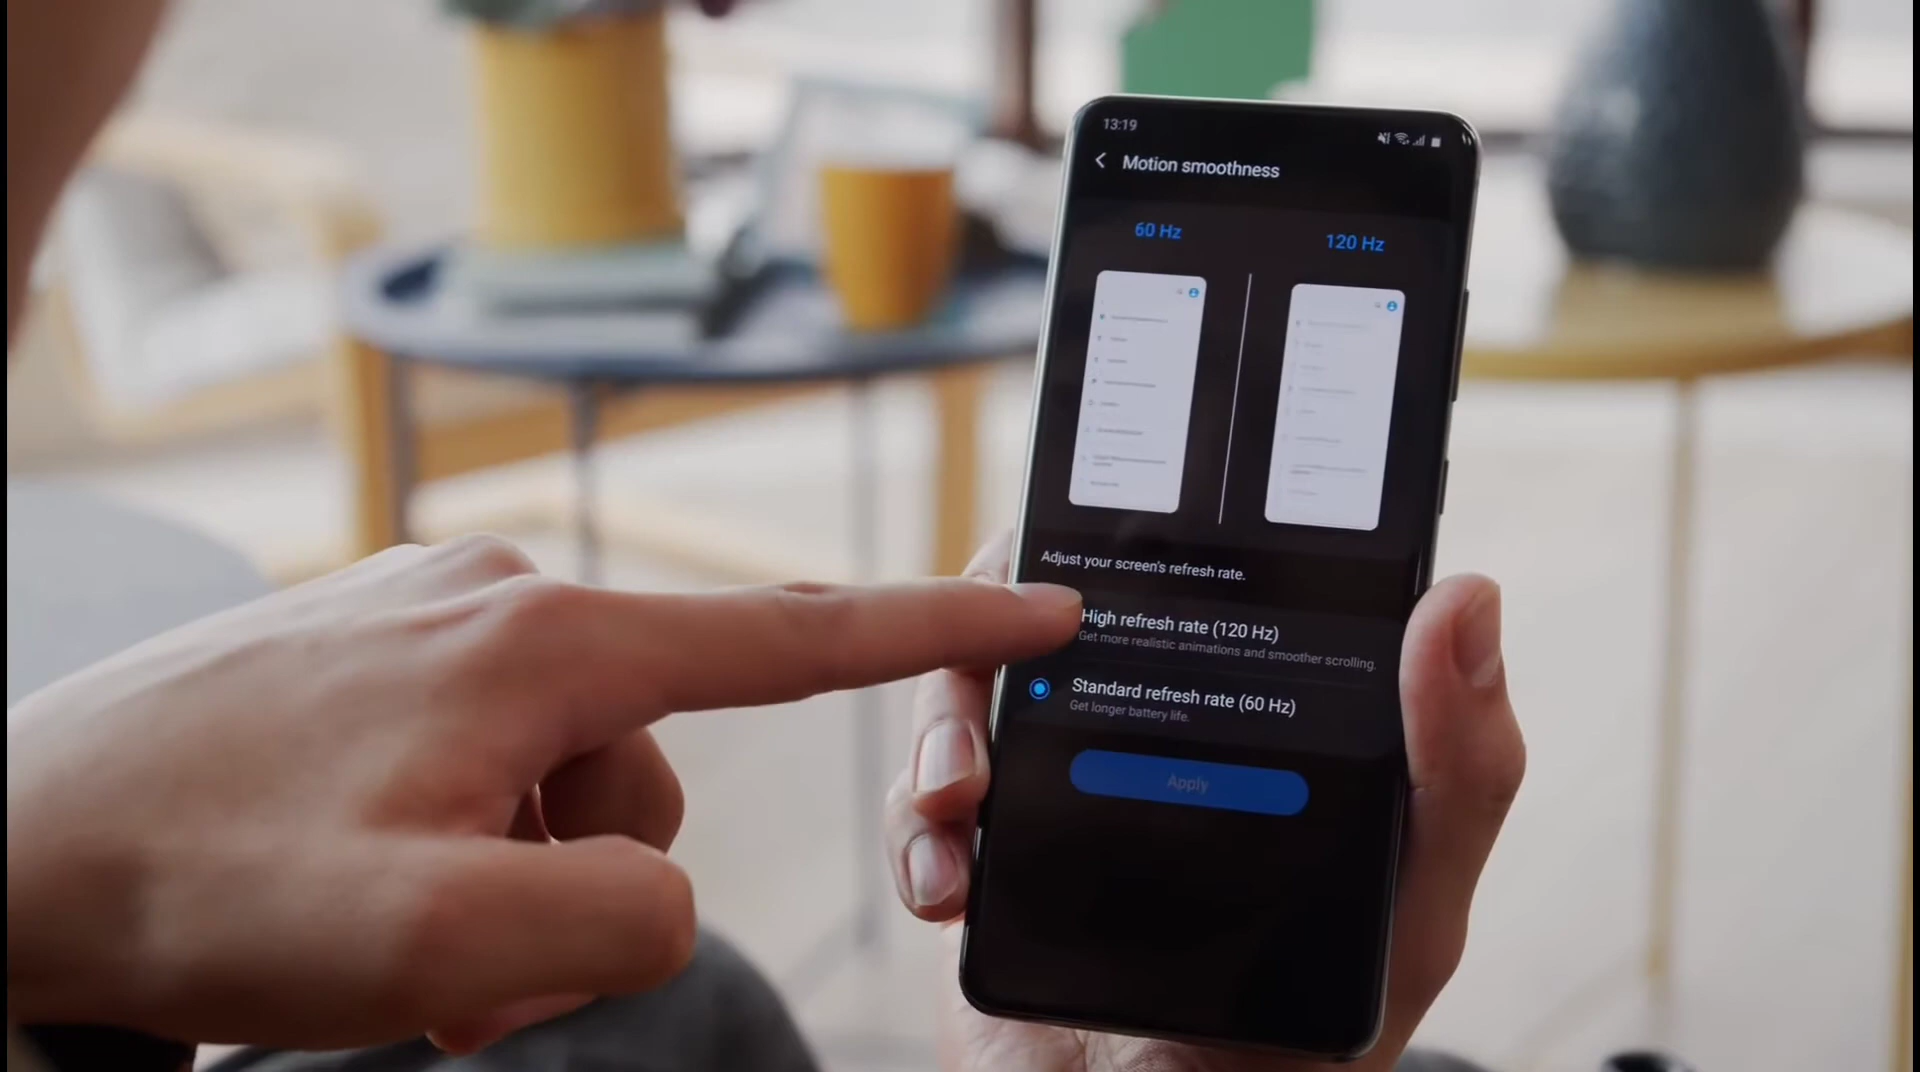 13:19
Motion smoothness
60 Hz
120 Hz
Adjust your screen's refresh rate.
High refresh rate (120 Hz)
Get more realistic animations and smoother scrolling.
Standard refresh rate (60 Hz)
Get longer battery life.
Apply